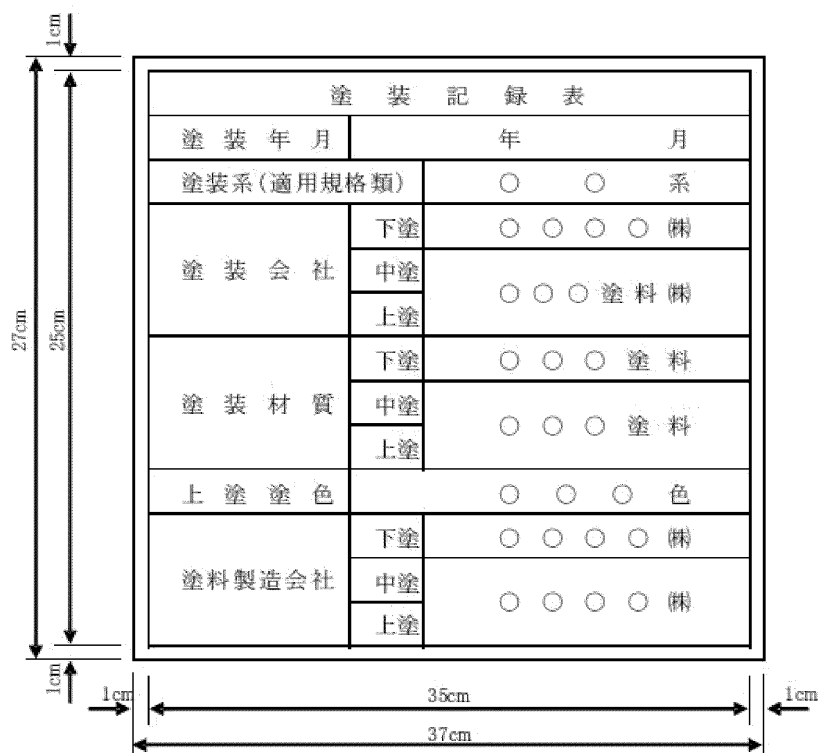 1cm
塗装記録表
塗装年月 年 月
塗装系(適用規格類) ○ ○ 系
下塗 ○○○○㈱
塗装会社 中塗 ○○○塗料㈱
上塗
下塗 ○○○塗料
塗装材質 中塗 ○○○塗料
上塗
上塗塗色 ○○○色
下塗 ○○○○㈱
塗料製造会社 中塗 ○○○○㈱
上塗
27cm
25cm
1cm
1cm 35cm 1cm
37cm